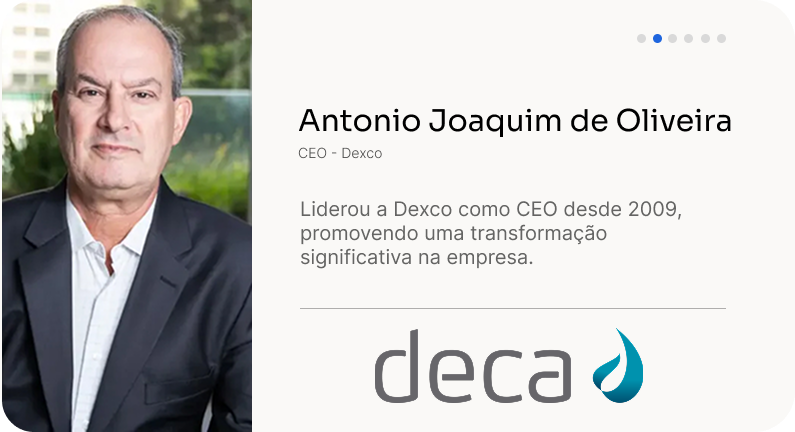 Antonio Joaquim de Oliveira
CEO - Dexco
Liderou a Dexco como CEO desde 2009,
promovendo uma transformação
significativa na empresa.
deca